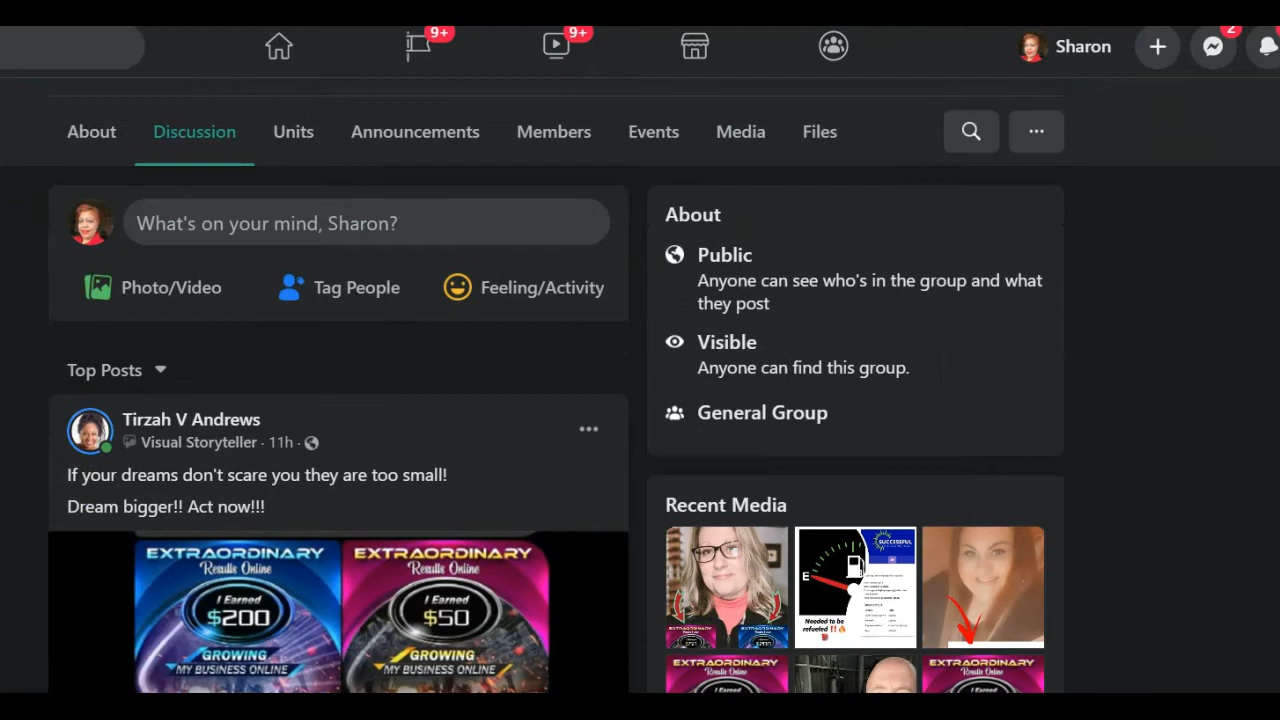 9+
9+
Sharon
2
About
Discussion
Units
Announcements
Members
Events
Media
Files
What's on your mind, Sharon?
Photo/Video
Tag People
Feeling/Activity
Top Posts
Tirzah V Andrews
Visual Storyteller · 11h ·
If your dreams don't scare you they are too small!
Dream bigger!! Act now!!!
EXTRAORDINARY
Results Online
I Earned
$200
GROWING
MY BUSINESS ONLINE
EXTRAORDINARY
Results Online
I Earned
$50
GROWING
MY BUSINESS ONLINE
About
Public
Anyone can see who's in the group and what
they post
Visible
Anyone can find this group.
General Group
Recent Media
E
Needed to be
refueled !!
SUCCESSFUL
EXTRAORDINARY
EXTRAORDINARY
EXTRAORDINARY
EXTRAORDINARY